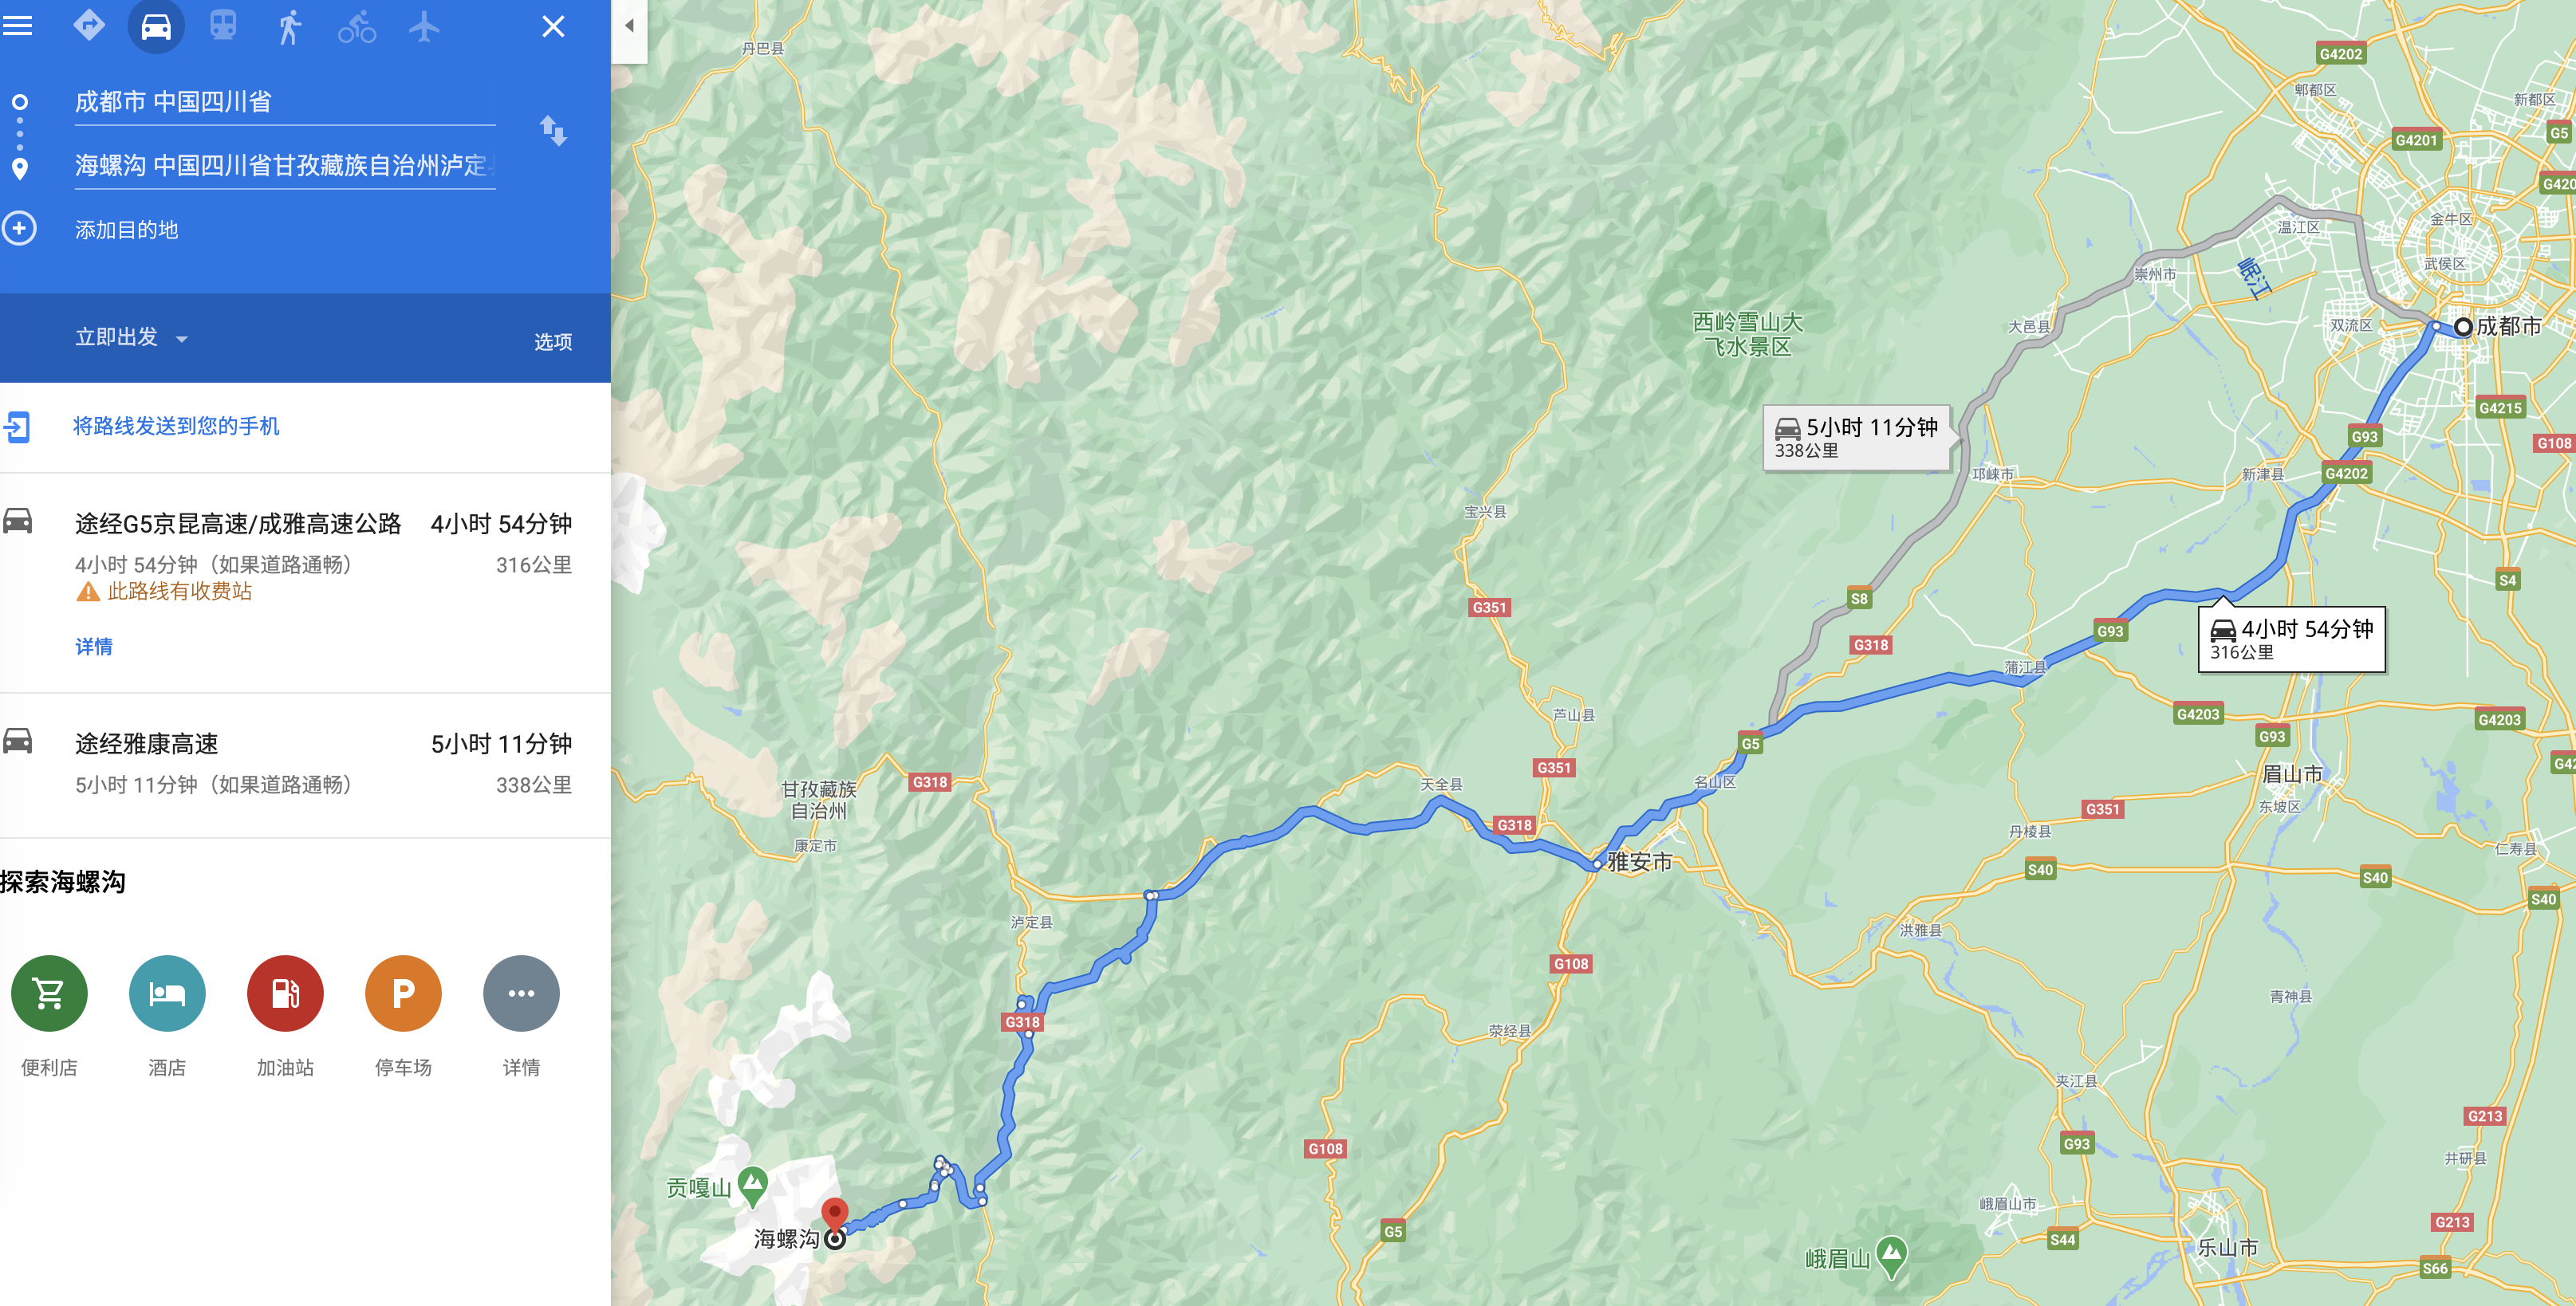 成都市 中国四川省
海螺沟 中国四川省甘孜藏族自治州泸定
添加目的地
立即出发
选项
将路线发送到您的手机
途经G5京昆高速/成雅高速公路 4小时 54分钟
4小时 54分钟（如果道路通畅） 316公里
此路线有收费站
详情
途经雅康高速 5小时 11分钟
5小时 11分钟（如果道路通畅） 338公里
探索海螺沟
P
便利店 酒店 加油站 停车场 详情
丹巴县
G4202
郫都区
新都区
G5
G4201
G420
金牛区
温江区
武侯区
崇州市
岷江
西岭雪山大
飞水景区
大邑县
双流区
成都市
5小时 11分钟
338公里
G4215
G93
G108
G4202
邛崃市
新津县
宝兴县
S8
G351
S4
G93
4小时 54分钟
316公里
G318
蒲江县
芦山县
G4203
G4203
G93
G5
G42
G351
名山区
眉山市
东坡区
G318
天全县
甘孜藏族
自治州
康定市
G318
G351
丹棱县
仁寿县
雅安市
S40
S40
S40
泸定县
洪雅县
G108
青神县
G318
荥经县
夹江县
G213
G108
G93
井研县
贡嘎山
峨眉山市
G213
海螺沟
G5
S44
乐山市
峨眉山
S66